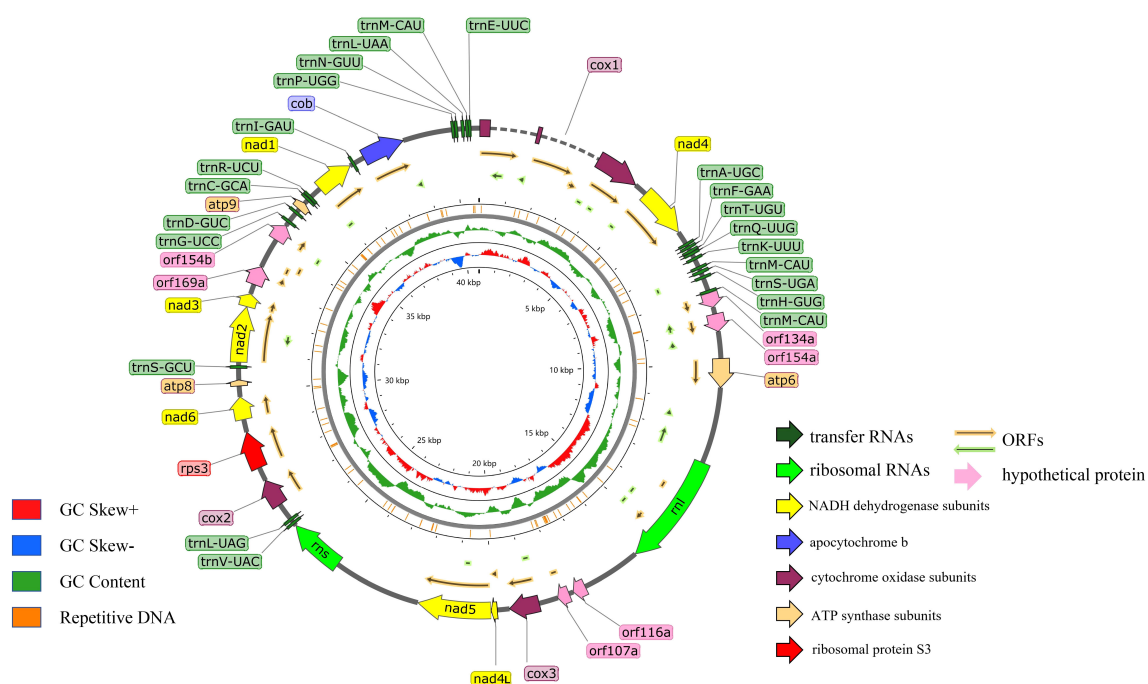 trnM-CAU
trnE-UUC
trnL-UAA
trnN-GUU
trnP-UGG
cob
trnI-GAU
nad1
trnR-UCU
trnC-GCA
atp9
trnD-GUC
trnG-UCC
orf154b
orf169a
nad3
nad2
trnS-GCU
atp8
nad6
rps3
cox2
trnL-UAG
trnV-UAC
rns
cox1
nad4
trnA-UGC
trnF-GAA
trnT-UGU
trnQ-UUG
trnK-UUU
trnM-CAU
trnS-UGA
trnH-GUG
trnM-CAU
orf134a
orf154a
atp6
rnl
orf116a
orf107a
cox3
nad4L
nad5
40 kbp
5 kbp
10 kbp
15 kbp
20 kbp
25 kbp
30 kbp
35 kbp
GC Skew+
GC Skew-
GC Content
Repetitive DNA
transfer RNAs
ribosomal RNAs
NADH dehydrogenase subunits
apocytochrome b
cytochrome oxidase subunits
ATP synthase subunits
ribosomal protein S3
ORFs
hypothetical protein